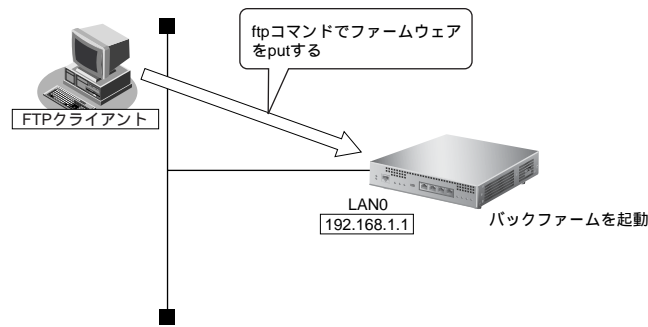 ftpコマンドでファームウェア
をputする
FTPクライアント
LAN0
192.168.1.1
バックファームを起動